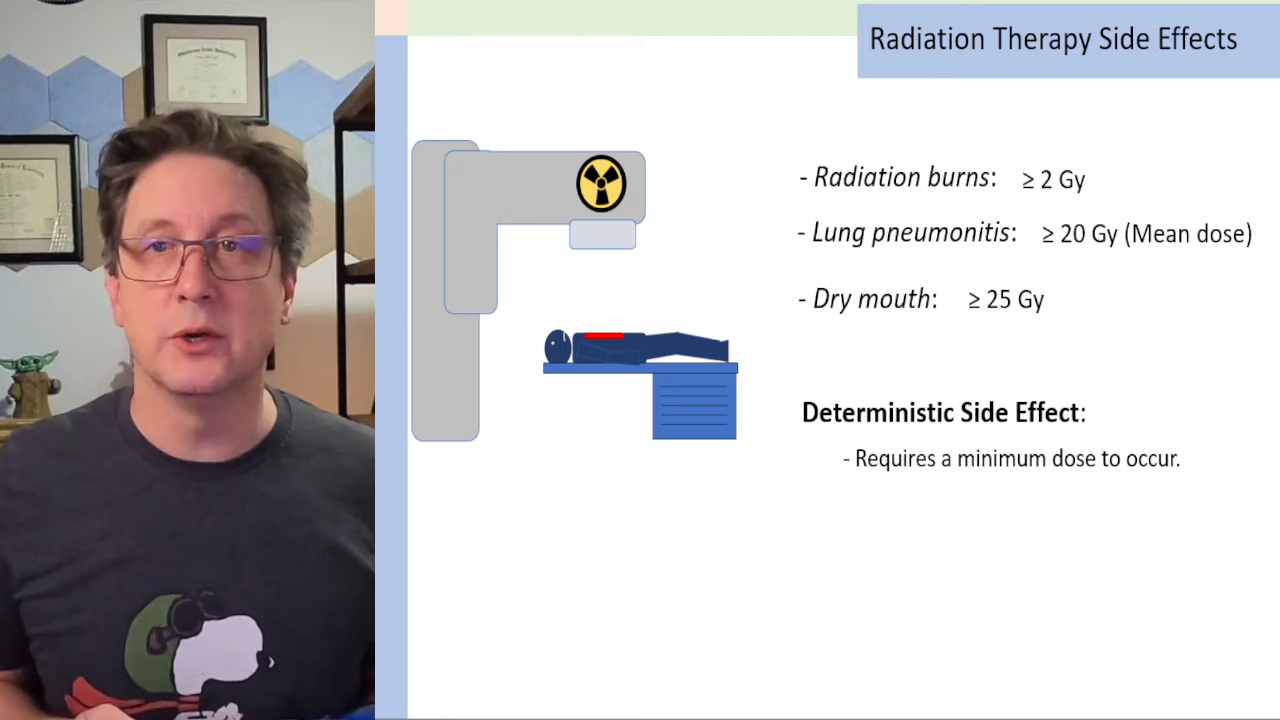 Radiation Therapy Side Effects
- Radiation burns: ≥ 2 Gy
- Lung pneumonitis: ≥ 20 Gy (Mean dose)
- Dry mouth: ≥ 25 Gy
Deterministic Side Effect:
- Requires a minimum dose to occur.